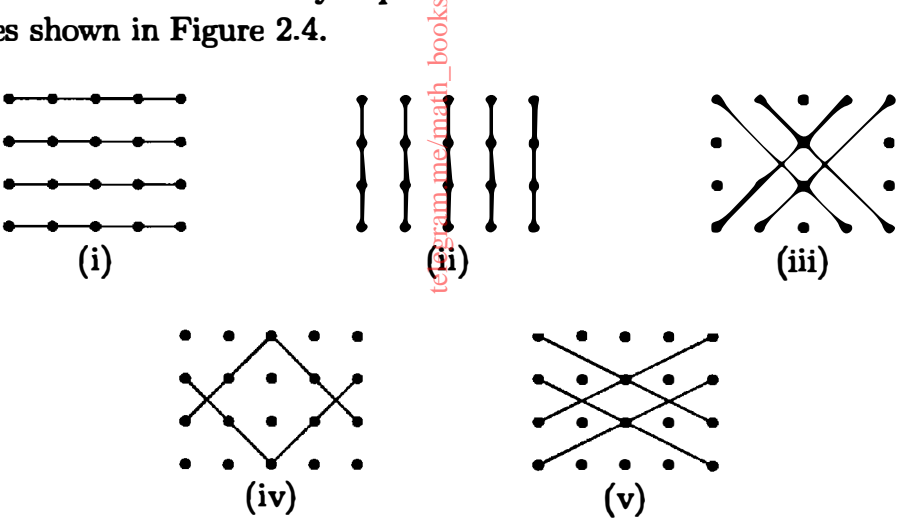 es shown in Figure 2.4.
telegram.me/math_books
(i)
(ii)
(iii)
(iv)
(v)